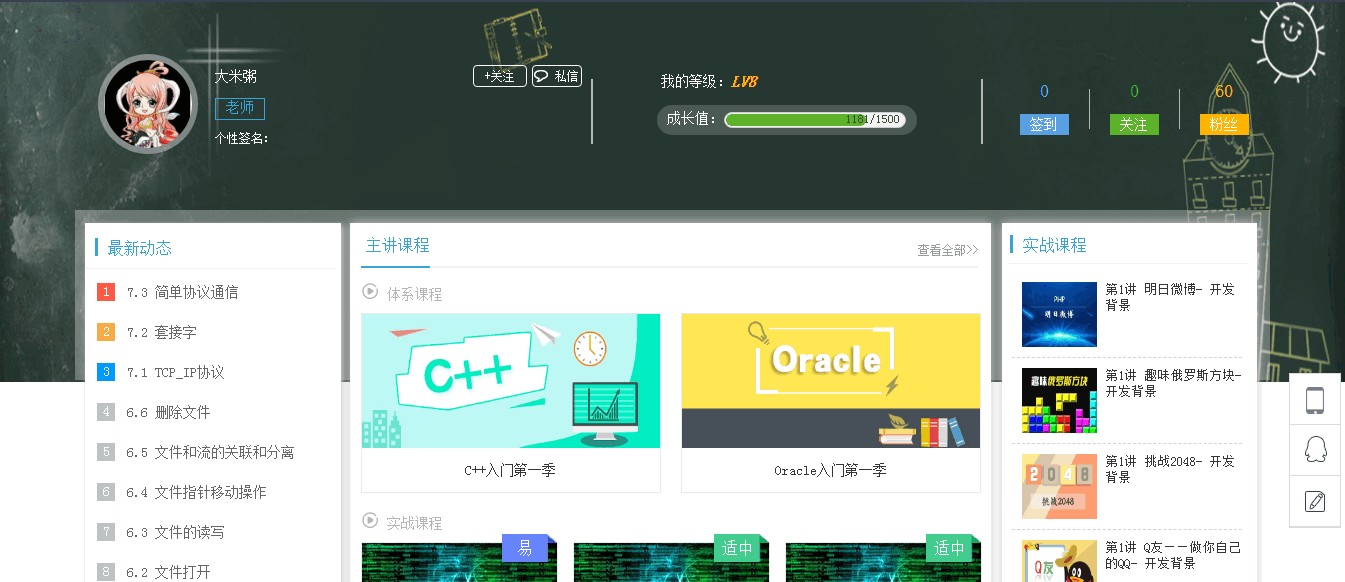 大米粥
+关注
私信
老师
个性签名:
我的等级：LV8
成长值：
1181/1500
0
0
60
签到
关注
粉丝
最新动态
1 7.3 简单协议通信
2 7.2 套接字
3 7.1 TCP_IP协议
4 6.6 删除文件
5 6.5 文件和流的关联和分离
6 6.4 文件指针移动操作
7 6.3 文件的读写
8 6.2 文件打开
主讲课程
查看全部>>
体系课程
C++
Oracle
C++入门第一季
Oracle入门第一季
实战课程
易
适中
适中
实战课程
PHP
明日微博
第1讲 明日微博- 开发
背景
趣味俄罗斯方块
第1讲 趣味俄罗斯方块-
开发背景
2048
挑战2048
第1讲 挑战2048- 开发
背景
Q友
第1讲 Q友——做你自己
的QQ- 开发背景